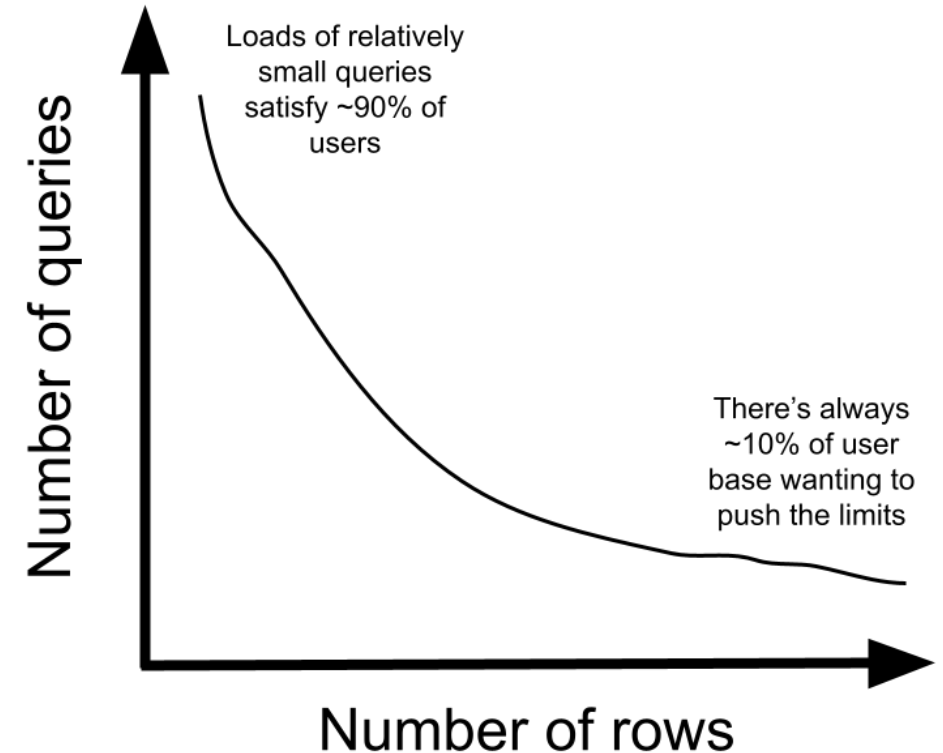 Loads of relatively
small queries
satisfy ~90% of
users
Number of queries
There's always
~10% of user
base wanting to
push the limits
Number of rows